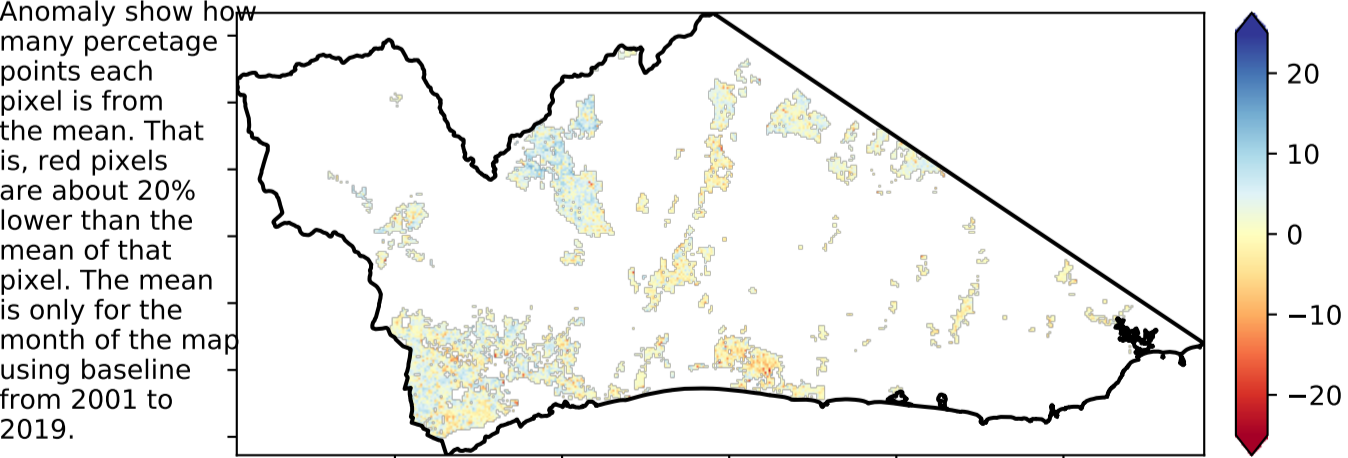 Anomaly show how
many percetage
points each
pixel is from
the mean. That
is, red pixels
are about 20%
lower than the
mean of that
pixel. The mean
is only for the
month of the map
using baseline
from 2001 to
2019.
20
10
0
−10
−20